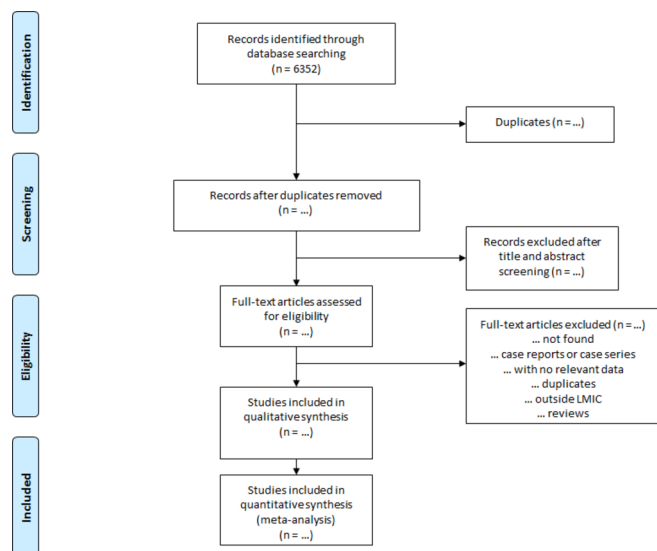 Identification
Records identified through
database searching
(n = 6352)
Duplicates (n = ...)
Screening
Records after duplicates removed
(n = ...)
Records excluded after
title and abstract
screening (n = ...)
Eligibility
Full-text articles assessed
for eligibility
(n = ...)
Full-text articles excluded (n = ...)
... not found
... case reports or case series
... with no relevant data
... duplicates
... outside LMIC
... reviews
Studies included in
qualitative synthesis
(n = ...)
Included
Studies included in
quantitative synthesis
(meta-analysis)
(n = ...)